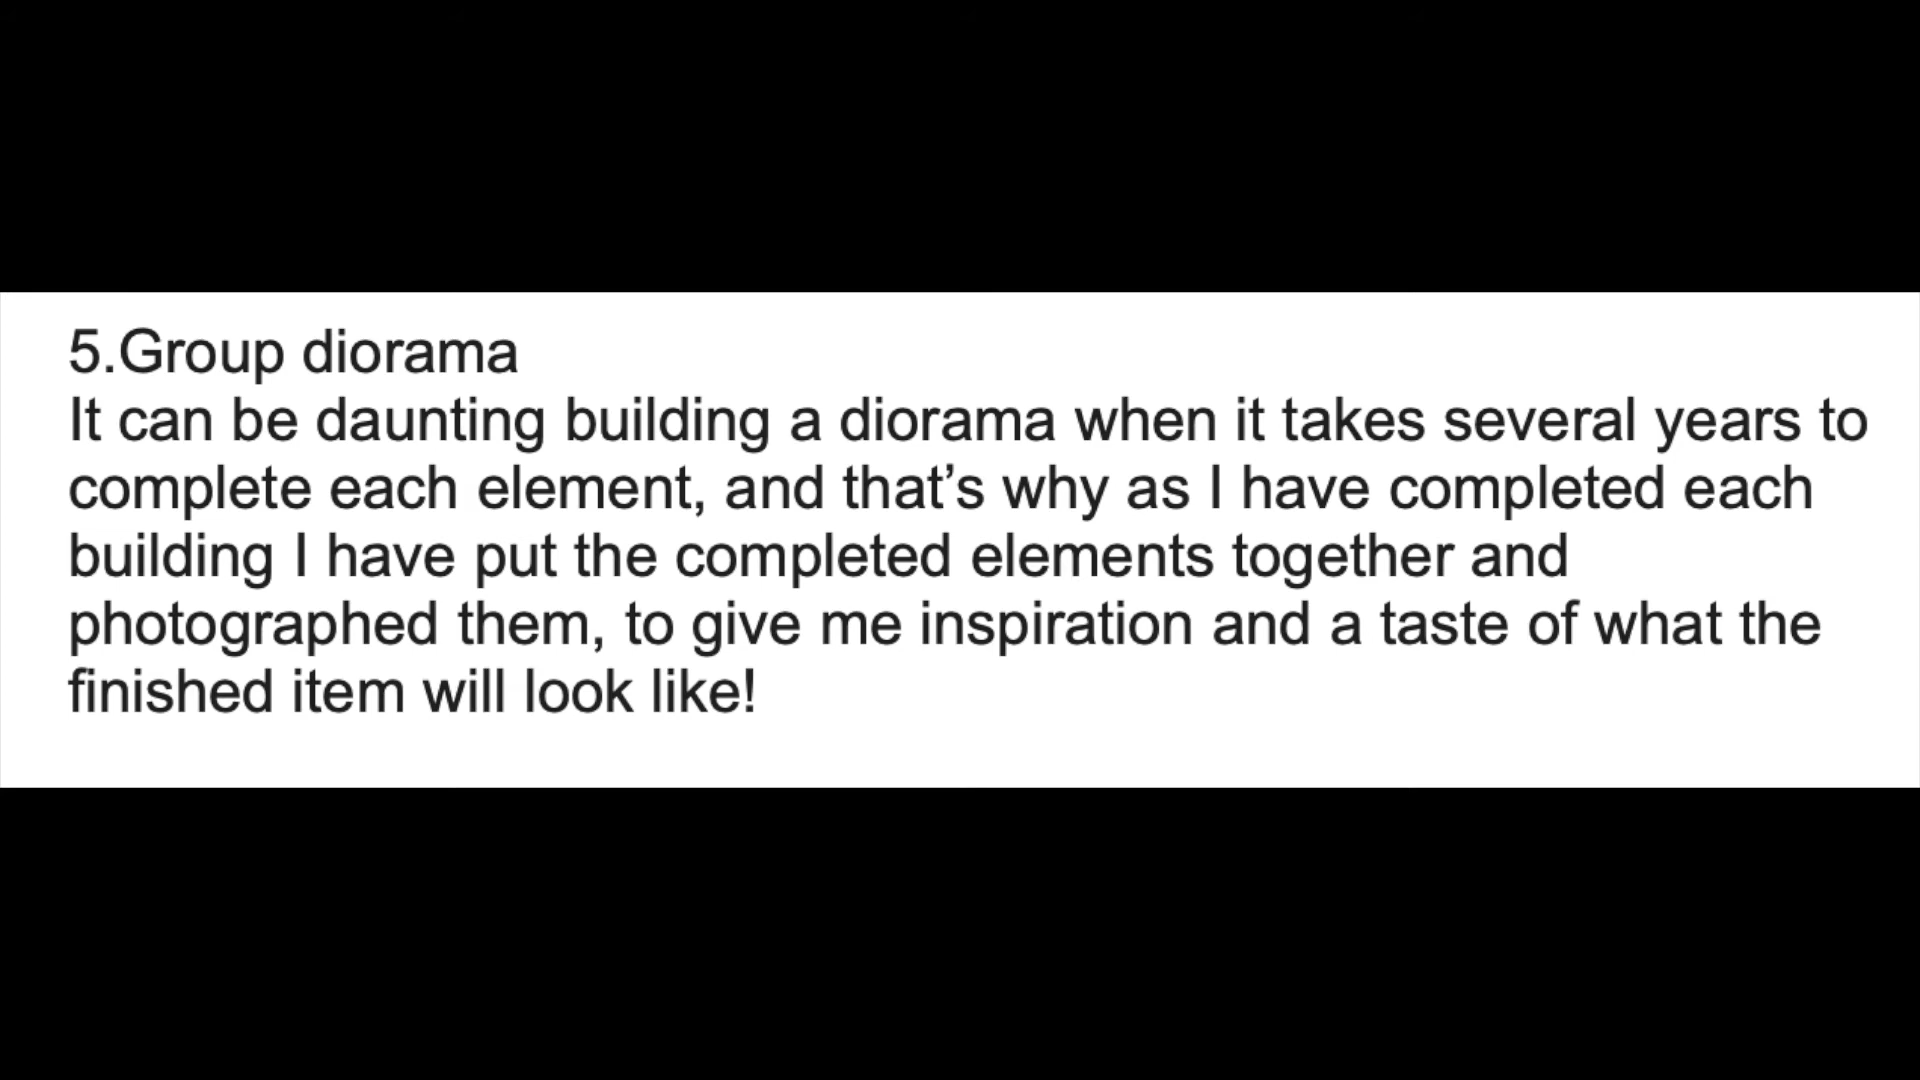 5.Group diorama
It can be daunting building a diorama when it takes several years to
complete each element, and that’s why as I have completed each
building I have put the completed elements together and
photographed them, to give me inspiration and a taste of what the
finished item will look like!